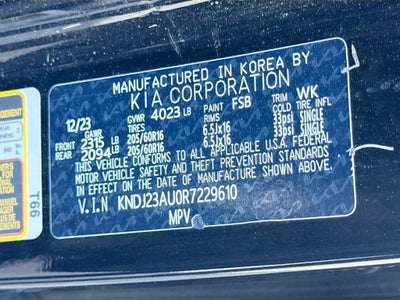 MANUFACTURED IN KOREA BY
KIA CORPORATION
12/23 GVWR 4023 LB PAINT FSB TRIM WK
GAWR TIRES RIMS COLD TIRE INFL
FRONT 2315 LB 205/60R16 6.5Jx16 33psi SINGLE
REAR 2094 LB 205/60R16 6.5Jx16 33psi SINGLE
THIS VEHICLE CONFORMS TO ALL APPLICABLE U.S.A. FEDERAL
MOTOR VEHICLE SAFETY AND THEFT PREVENTION STANDARDS
IN EFFECT ON THE DATE OF MANUFACTURE SHOWN ABOVE.
V.I.N KNDJ23AU0R7229610
MPV
T66